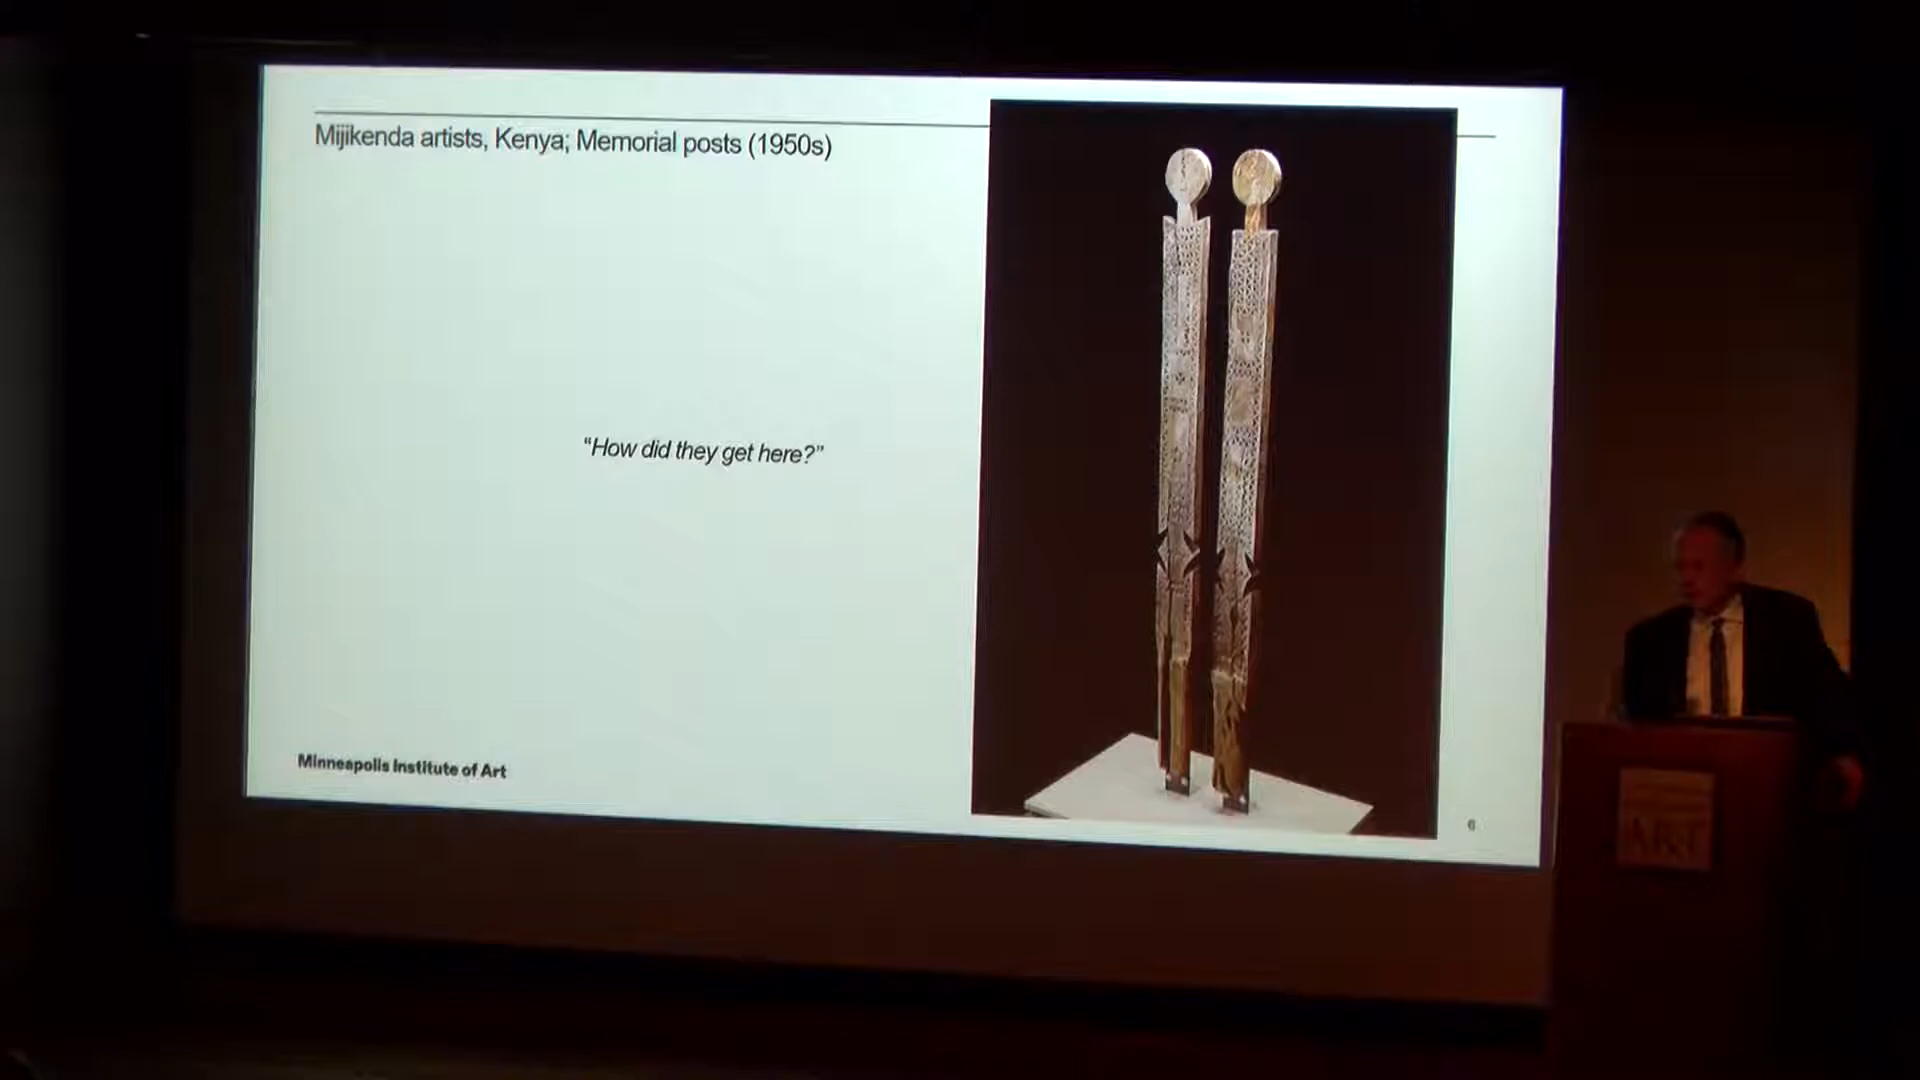 Mijikenda artists, Kenya; Memorial posts (1950s)
“How did they get here?”
Minneapolis Institute of Art
6